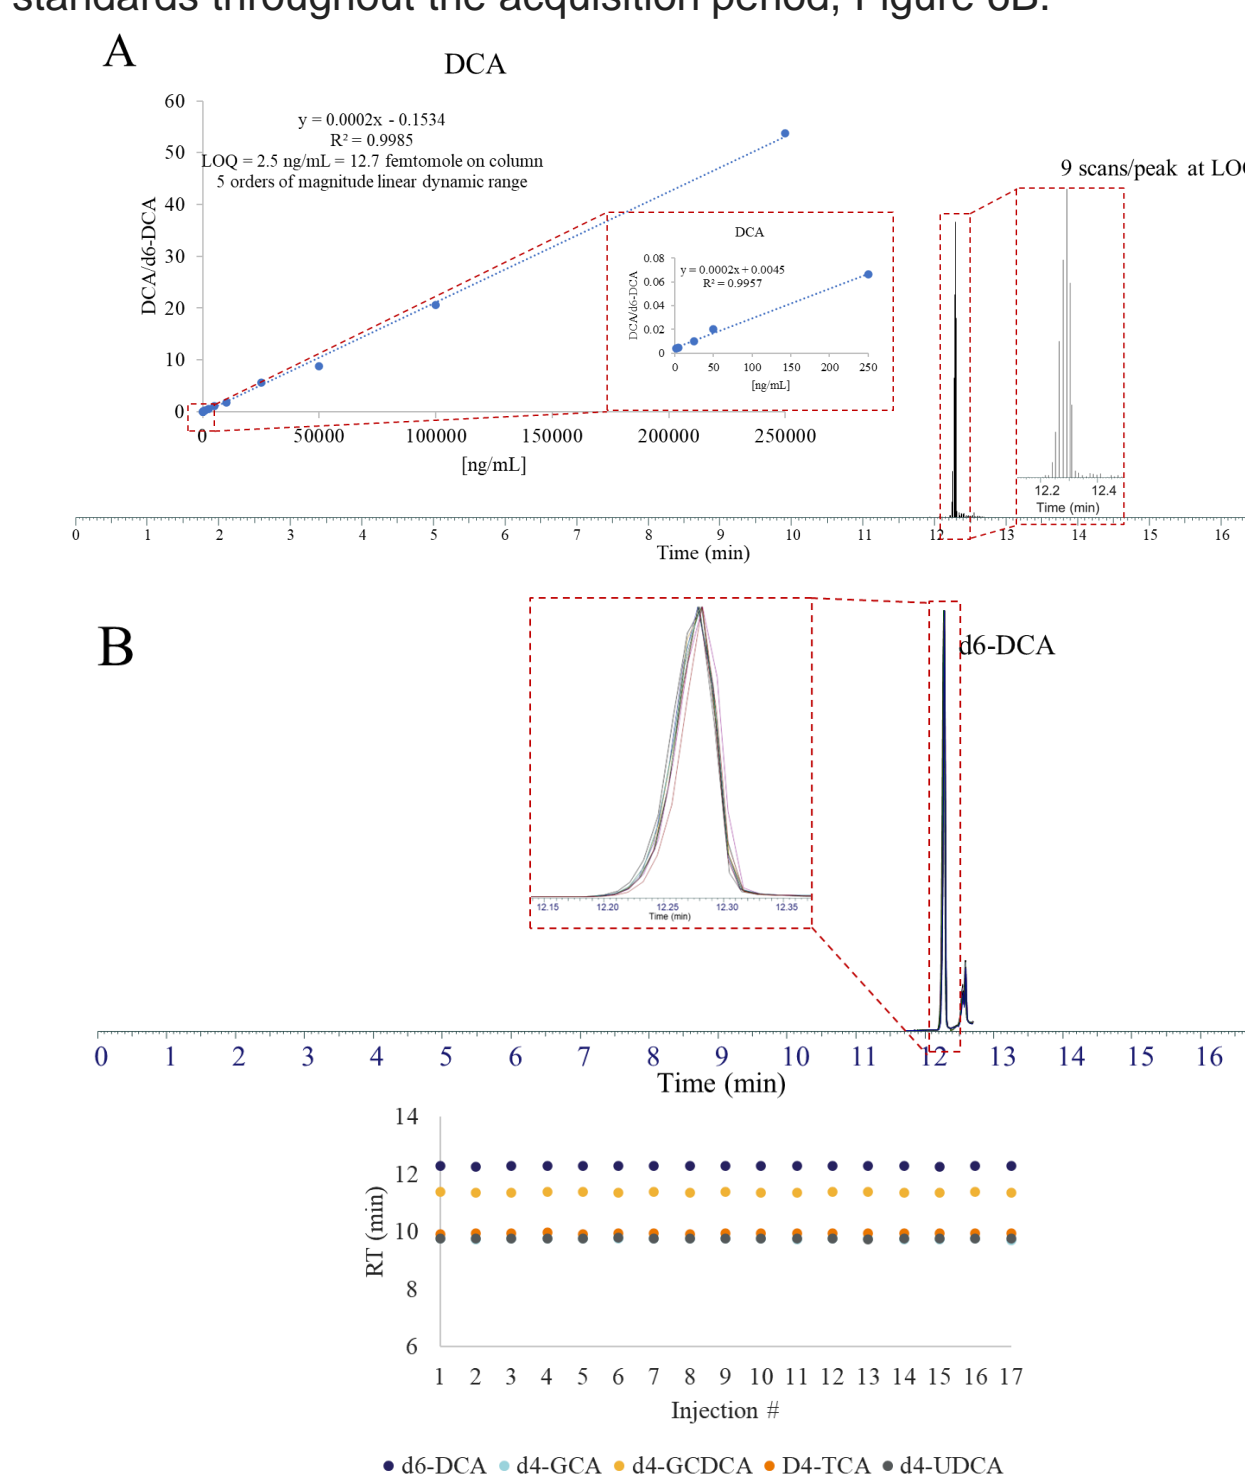 standards throughout the acquisition period, Figure 6B.
A
DCA
y = 0.0002x - 0.1534
R² = 0.9985
LOQ = 2.5 ng/mL = 12.7 femtomole on column
5 orders of magnitude linear dynamic range
DCA/d6-DCA
60
50
40
30
20
10
0
0 50000 100000 150000 200000 250000
[ng/mL]
DCA
y = 0.0002x + 0.0045
R² = 0.9957
DCA/d6-DCA
0.08
0.06
0.04
0.02
0
0 50 100 150 200 250
[ng/mL]
9 scans/peak at LOQ
12.2 12.4
Time (min)
0 1 2 3 4 5 6 7 8 9 10 11 12 13 14 15 16
Time (min)
B
d6-DCA
12.15 12.20 12.25 12.30 12.35
Time (min)
0 1 2 3 4 5 6 7 8 9 10 11 12 13 14 15 16
Time (min)
RT (min)
14
12
10
8
6
1 2 3 4 5 6 7 8 9 10 11 12 13 14 15 16 17
Injection #
d6-DCA d4-GCA d4-GCDCA D4-TCA d4-UDCA